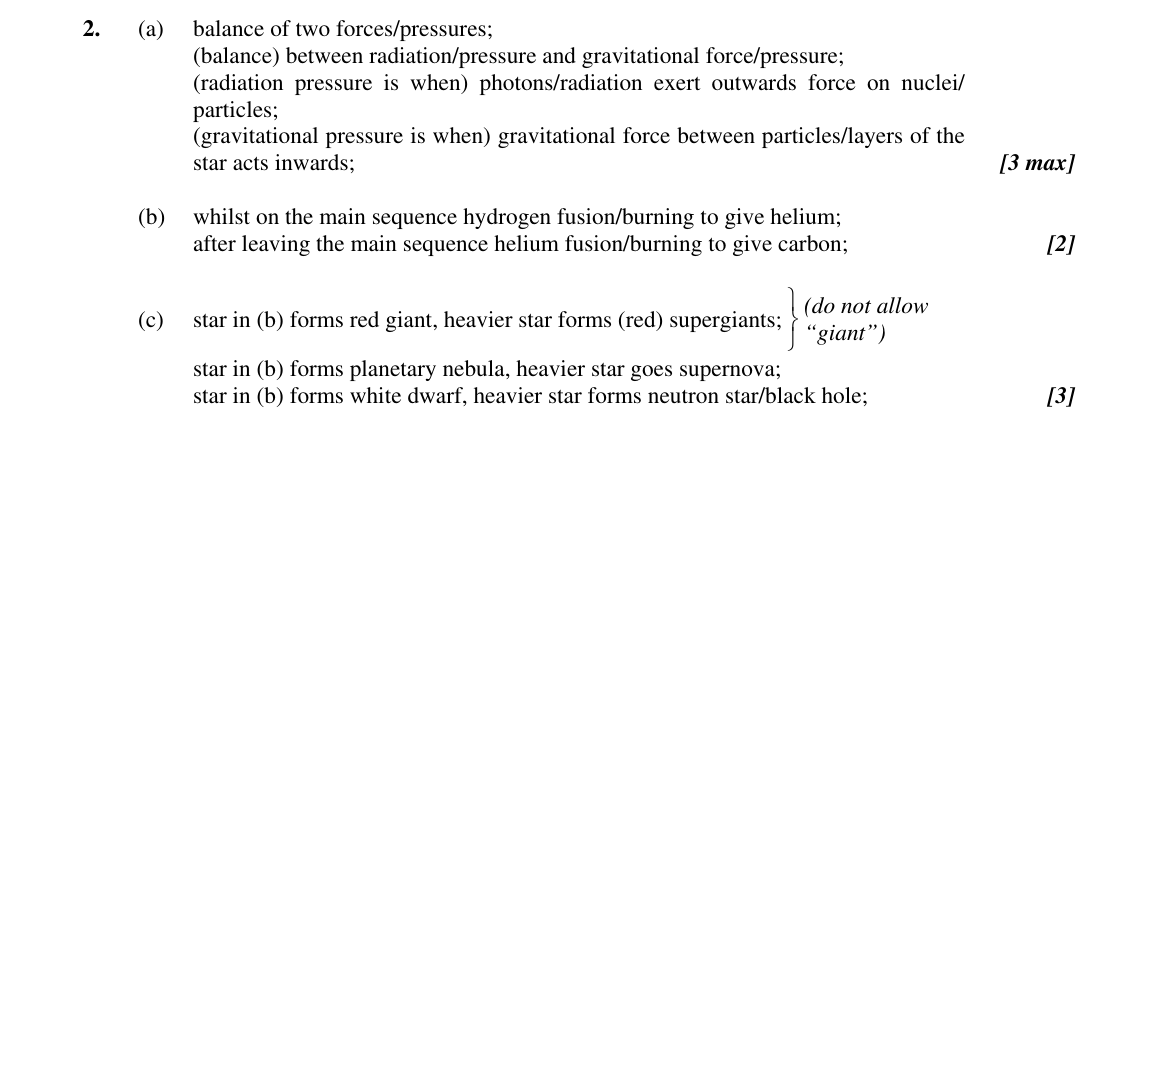 2. (a) balance of two forces/pressures;
(balance) between radiation/pressure and gravitational force/pressure;
(radiation pressure is when) photons/radiation exert outwards force on nuclei/
particles;
(gravitational pressure is when) gravitational force between particles/layers of the
star acts inwards; [3 max]
(b) whilst on the main sequence hydrogen fusion/burning to give helium;
after leaving the main sequence helium fusion/burning to give carbon; [2]
(c) star in (b) forms red giant, heavier star forms (red) supergiants; (do not allow
“giant”)
star in (b) forms planetary nebula, heavier star goes supernova;
star in (b) forms white dwarf, heavier star forms neutron star/black hole; [3]